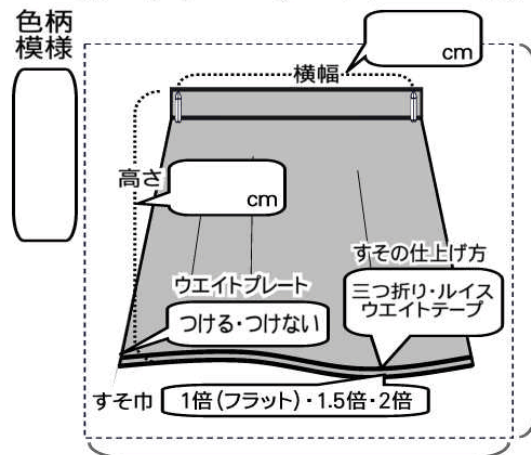 色柄
模様
cm
横幅
高さ
cm
すその仕上げ方
ウエイトプレート
三つ折り・ルイス
ウエイトテープ
つける・つけない
すそ巾
1倍(フラット)・1.5倍・2倍